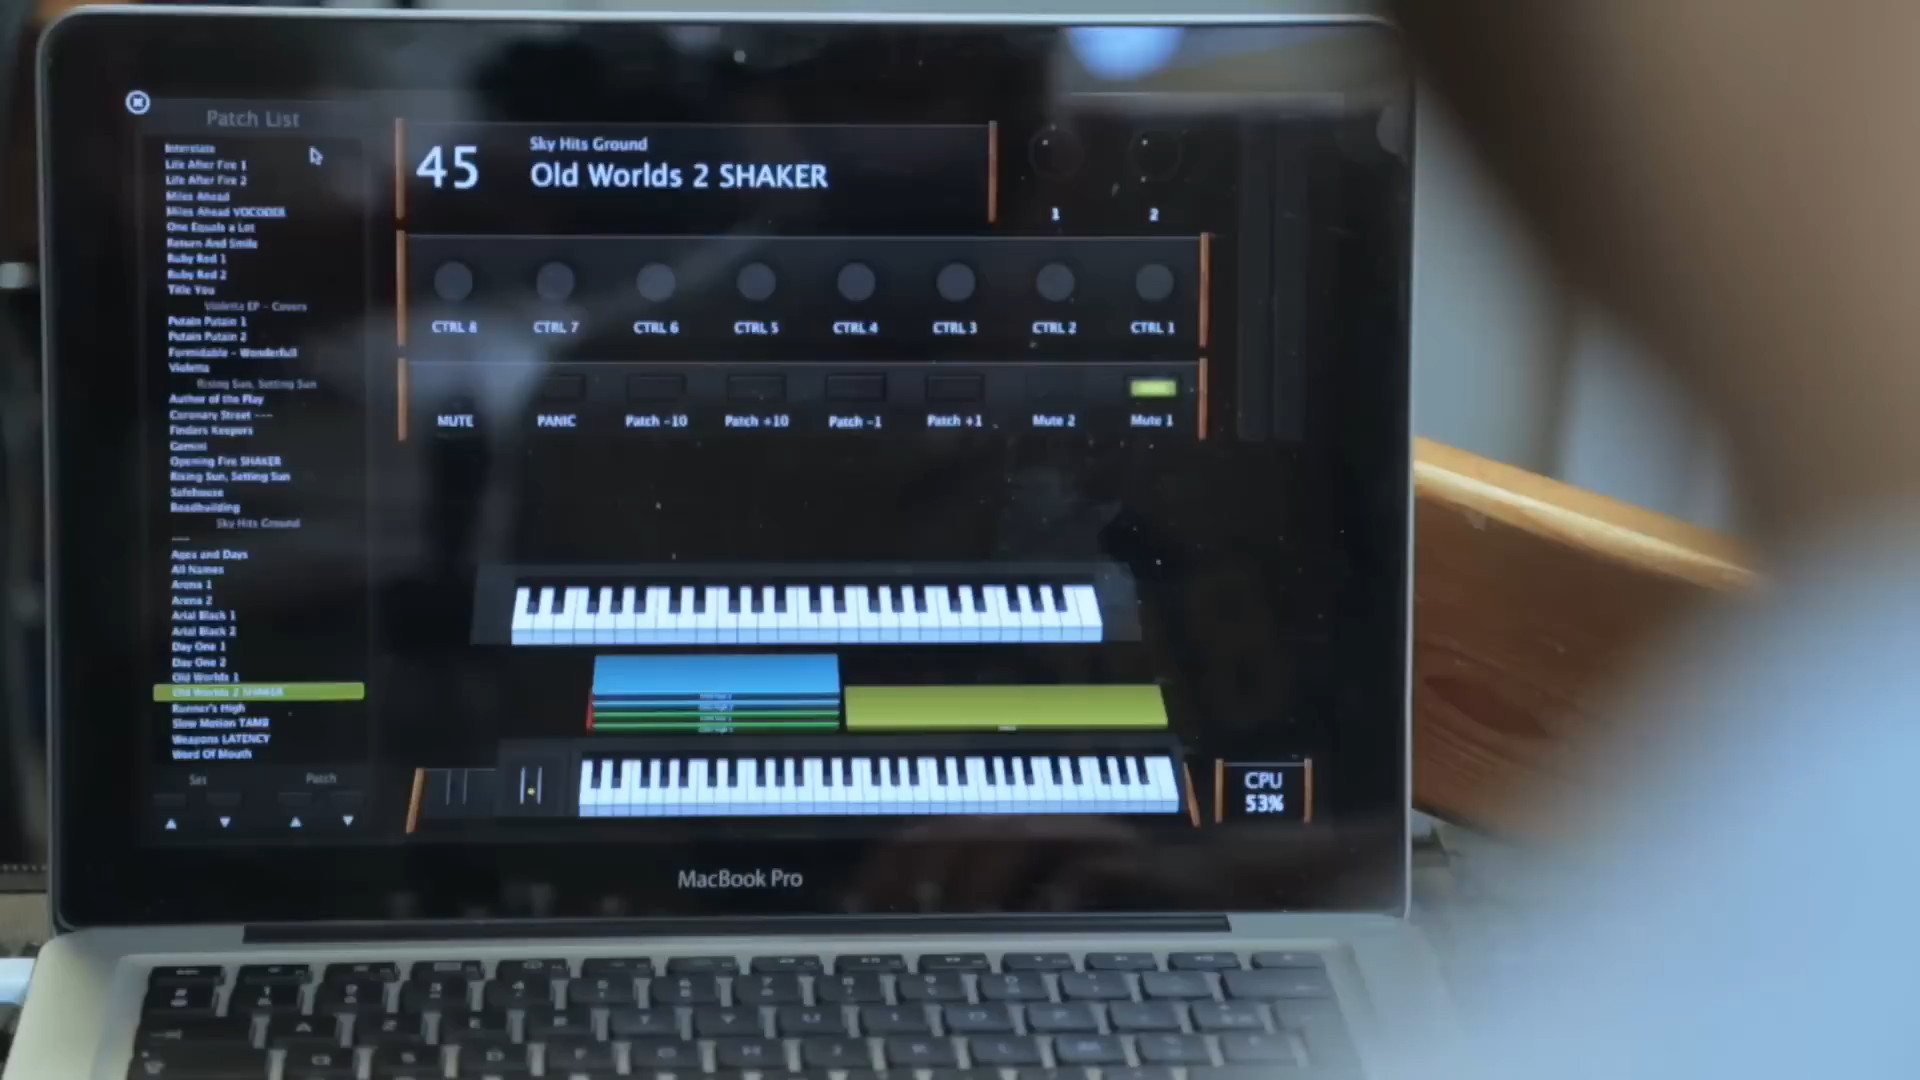 Patch List
Interstate
Life After Fire 1
Life After Fire 2
Miles Ahead
Miles Ahead VOCODER
One Equals a Lot
Return And Smile
Ruby Red 1
Ruby Red 2
Title You
Violetta EP - Covers
Putain Putain 1
Putain Putain 2
Formidable - Wonderfull
Violetta
Rising Sun, Setting Sun
Author of the Play
Coronary Street ---
Finders Keepers
Gemini
Opening Fire SHAKER
Rising Sun, Setting Sun
Safehouse
Roadbuilding
Sky Hits Ground
---
Ages and Days
All Names
Arena 1
Arena 2
Arial Black 1
Arial Black 2
Day One 1
Day One 2
Old Worlds 1
Old Worlds 2 SHAKER
Runner's High
Slow Motion TAMB
Weapons LATENCY
Word Of Mouth
Set Patch
45
Sky Hits Ground
Old Worlds 2 SHAKER
1 2
CTRL 8 CTRL 7 CTRL 6 CTRL 5 CTRL 4 CTRL 3 CTRL 2 CTRL 1
MUTE PANIC Patch -10 Patch +10 Patch -1 Patch +1 Mute 2 Mute 1
CPU
53%
MacBook Pro